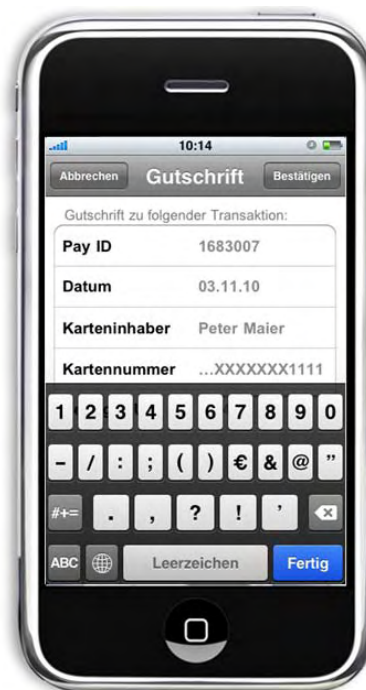 10:14
Abbrechen Gutschrift Bestätigen
Gutschrift zu folgender Transaktion:
Pay ID 1683007
Datum 03.11.10
Karteninhaber Peter Maier
Kartennummer ...XXXXXXX1111
1 2 3 4 5 6 7 8 9 0
- / : ; ( ) € & @ "
#+= . , ? ! '
ABC Leerzeichen Fertig